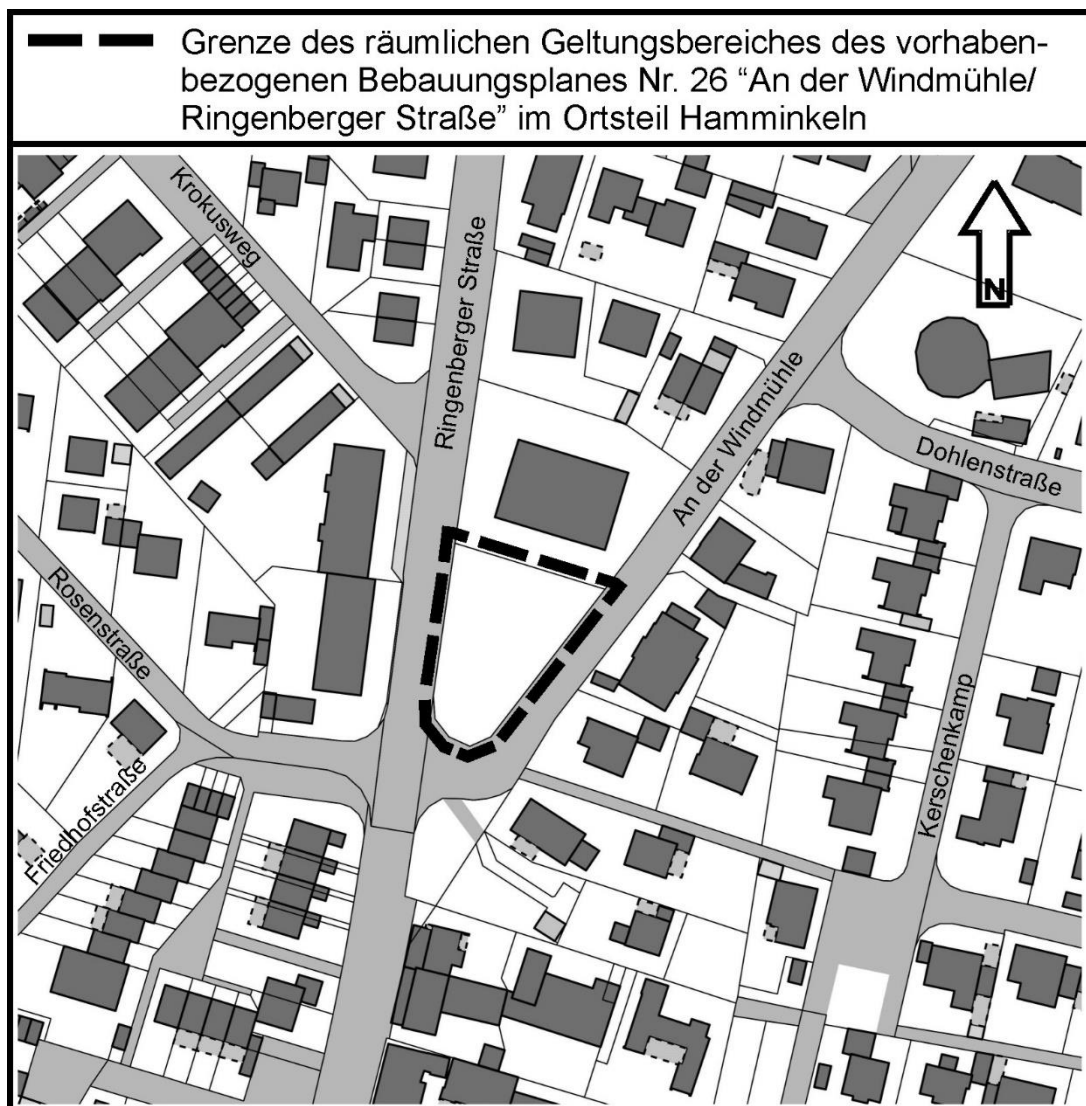 Grenze des räumlichen Geltungsbereiches des vorhaben-
bezogenen Bebauungsplanes Nr. 26 “An der Windmühle/
Ringenberger Straße” im Ortsteil Hamminkeln
Krokusweg
Ringenberger Straße
N
An der Windmühle
Dohlenstraße
Rosenstraße
Friedhofstraße
Kerschenkamp